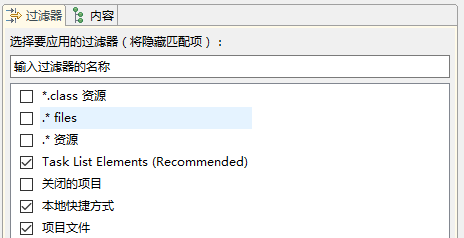 过滤器 内容
选择要应用的过滤器（将隐藏匹配项）：
输入过滤器的名称
*.class 资源
.* files
.* 资源
Task List Elements (Recommended)
关闭的项目
本地快捷方式
项目文件